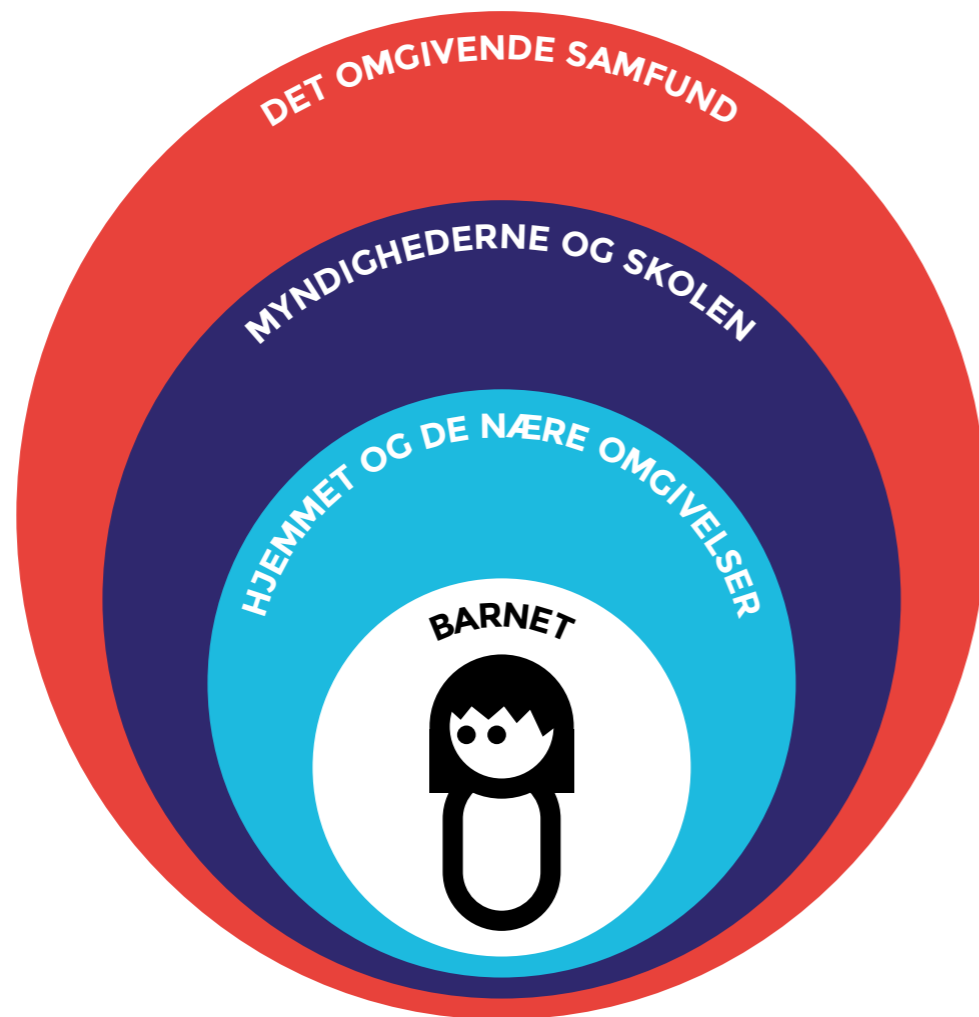 DET OMGIVENDE SAMFUND
MYNDIGHEDERNE OG SKOLEN
HJEMMET OG DE NÆRE OMGIVELSER
BARNET